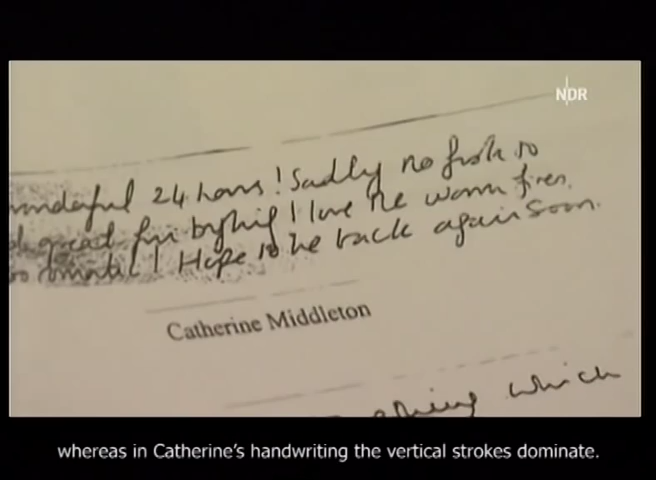 NDR
24 hours! Sadly no fish to
great fun trying! I love the warm fires,
! Hope to be back again soon.
Catherine Middleton
which
whereas in Catherine's handwriting the vertical strokes dominate.